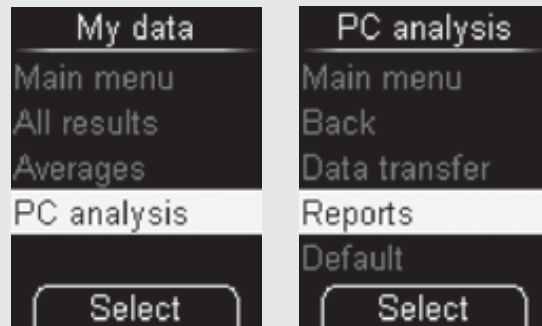 My data
Main menu
All results
Averages
PC analysis
Select
PC analysis
Main menu
Back
Data transfer
Reports
Default
Select